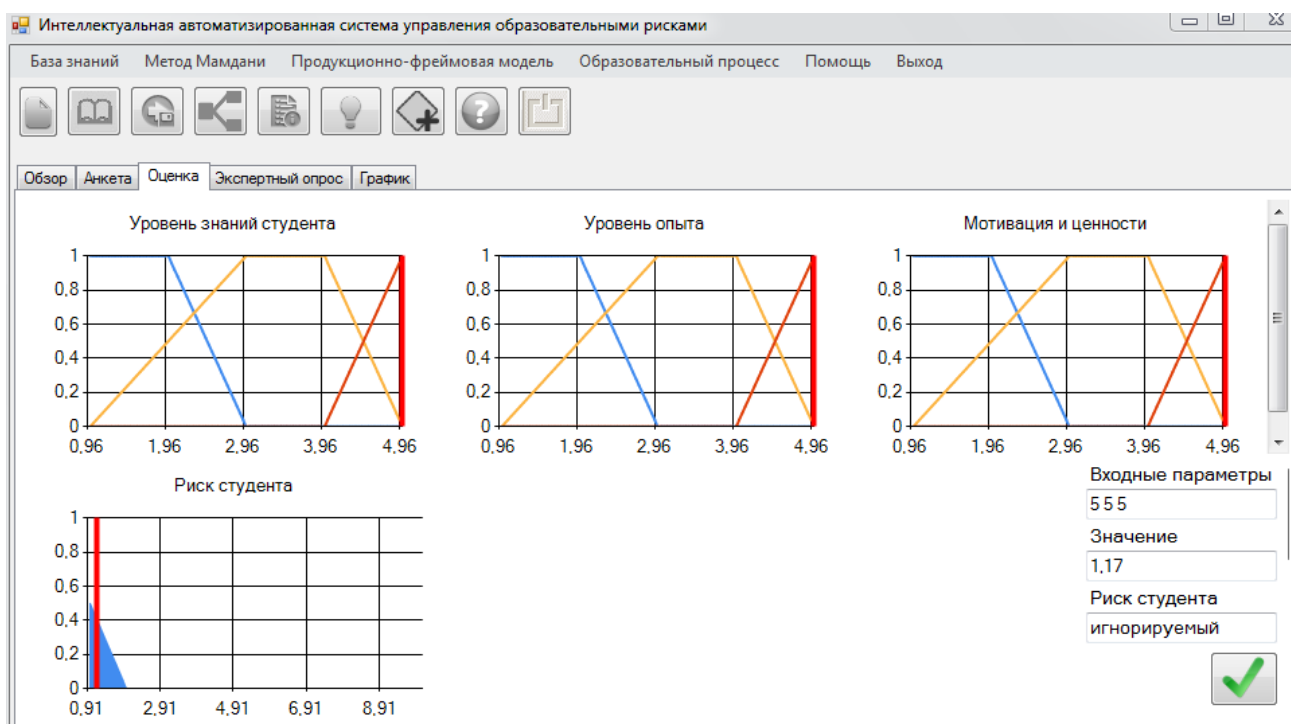 Интеллектуальная автоматизированная система управления образовательными рисками
База знаний Метод Мамдани Продукционно-фреймовая модель Образовательный процесс Помощь Выход
Обзор Анкета Оценка Экспертный опрос График
Уровень знаний студента
1
0,8
0,6
0,4
0,2
0
0,96 1,96 2,96 3,96 4,96
Уровень опыта
1
0,8
0,6
0,4
0,2
0
0,96 1,96 2,96 3,96 4,96
Мотивация и ценности
1
0,8
0,6
0,4
0,2
0
0,96 1,96 2,96 3,96 4,96
Риск студента
1
0,8
0,6
0,4
0,2
0
0,91 2,91 4,91 6,91 8,91
Входные параметры
5 5 5
Значение
1,17
Риск студента
игнорируемый